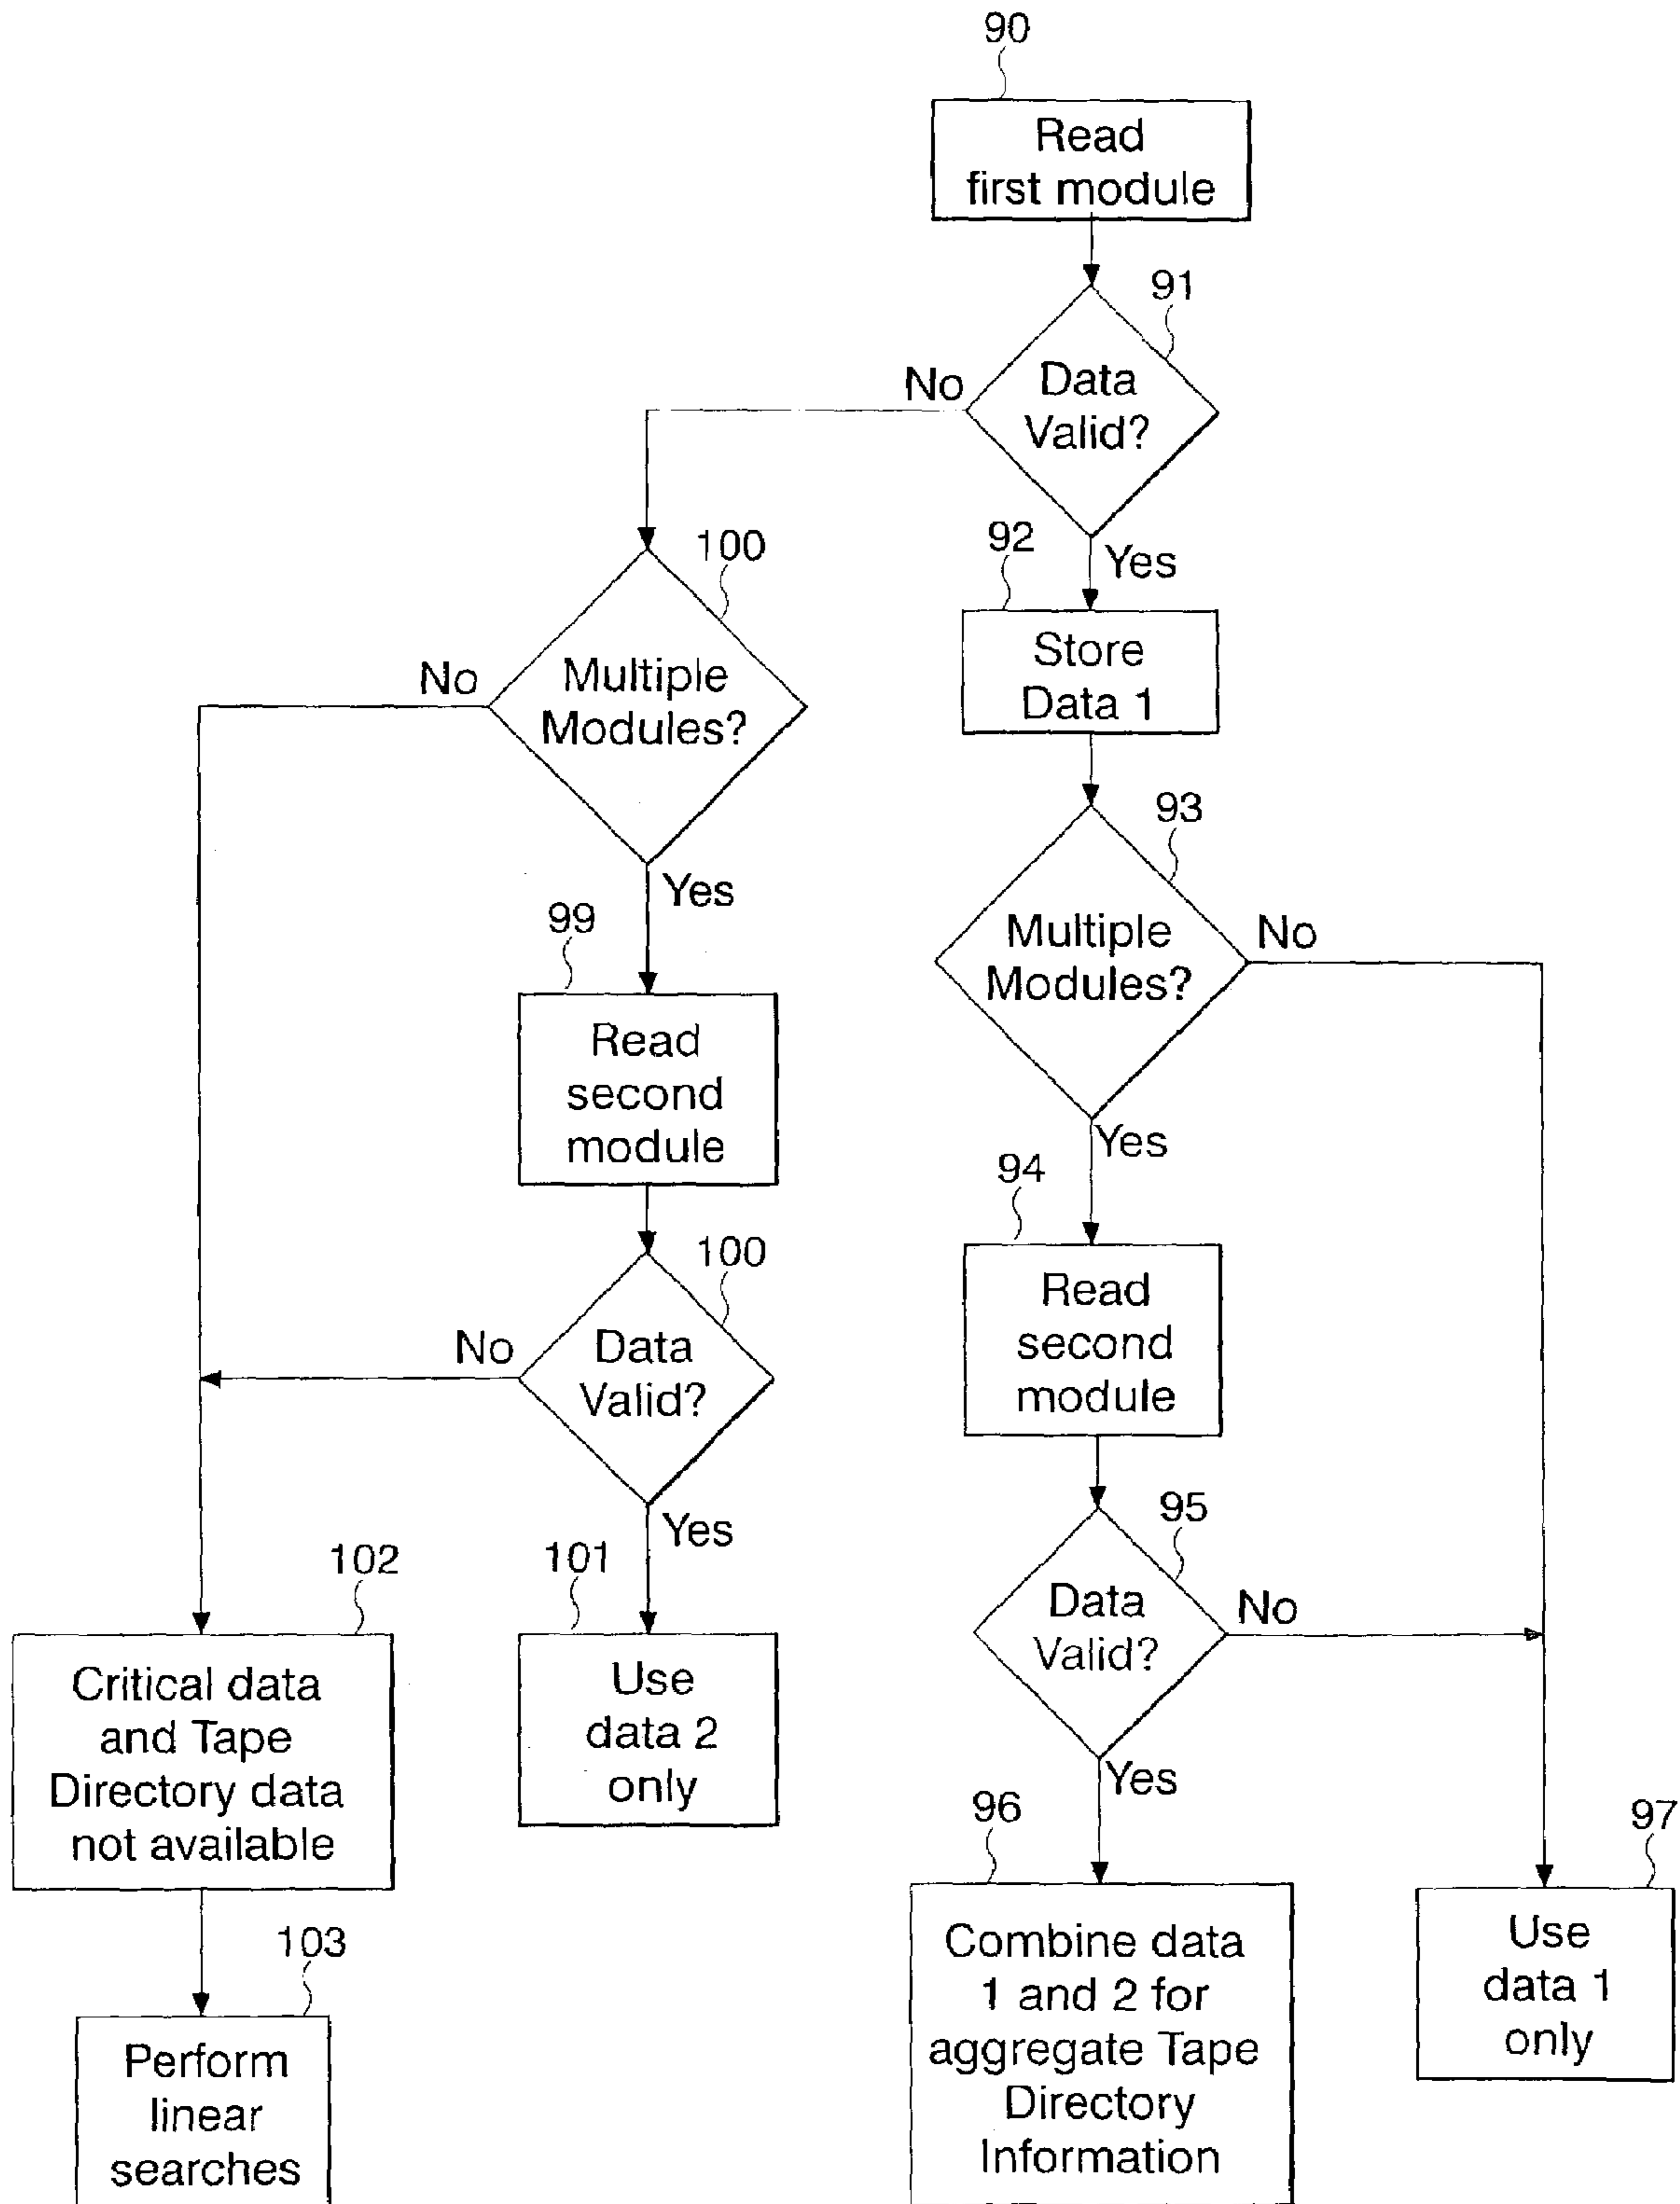 90
Read
first module
91
Data
Valid?
No
Yes
92
Store
Data 1
100
Multiple
Modules?
No
Yes
93
Multiple
Modules?
No
Yes
99
Read
second
module
94
Read
second
module
100
Data
Valid?
No
Yes
95
Data
Valid?
No
Yes
102
Critical data
and Tape
Directory data
not available
101
Use
data 2
only
96
Combine data
1 and 2 for
aggregate Tape
Directory
Information
97
Use
data 1
only
103
Perform
linear
searches